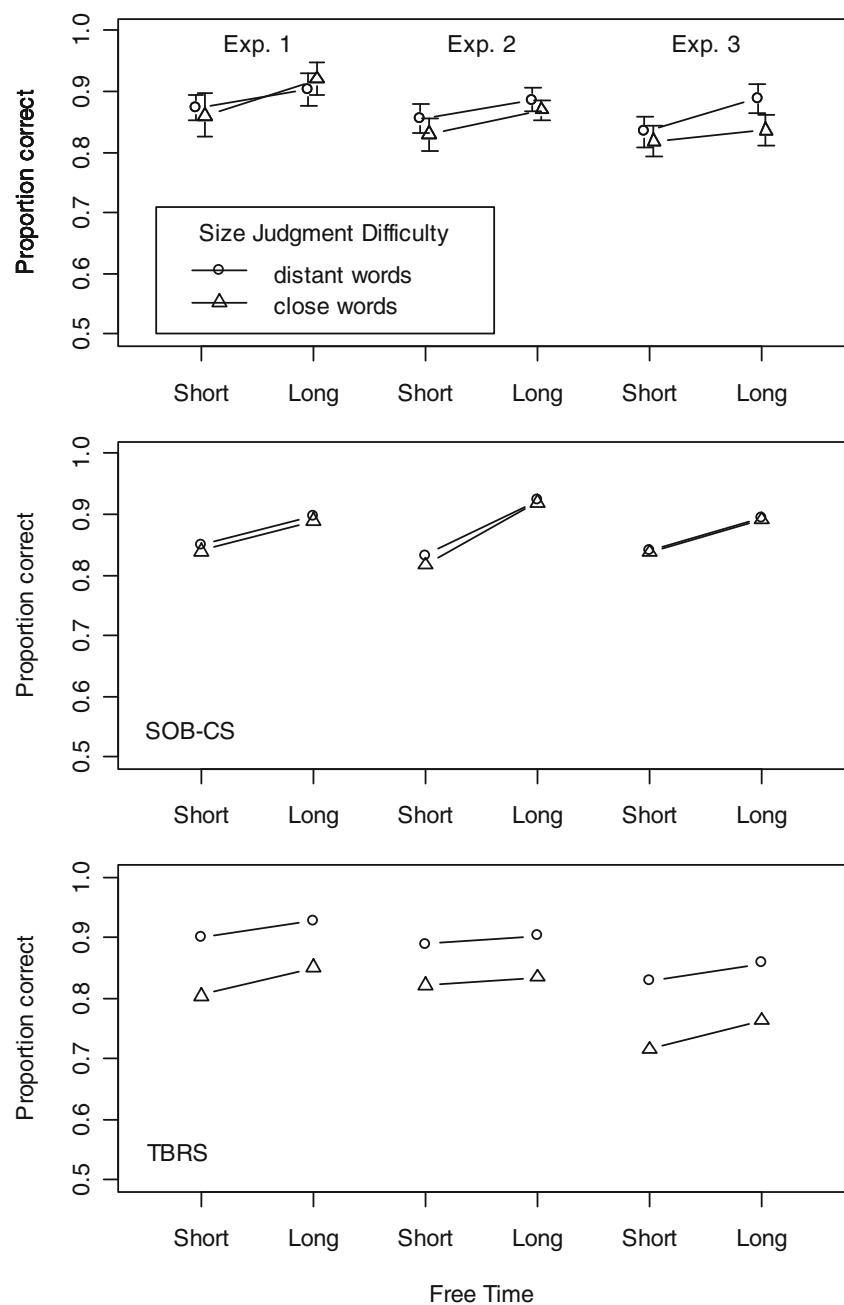 Exp. 1 Exp. 2 Exp. 3
Proportion correct
0.5 0.6 0.7 0.8 0.9 1.0
Size Judgment Difficulty
distant words
close words
Short Long Short Long Short Long
Proportion correct
0.5 0.6 0.7 0.8 0.9 1.0
SOB-CS
Short Long Short Long Short Long
Proportion correct
0.5 0.6 0.7 0.8 0.9 1.0
TBRS
Short Long Short Long Short Long
Free Time